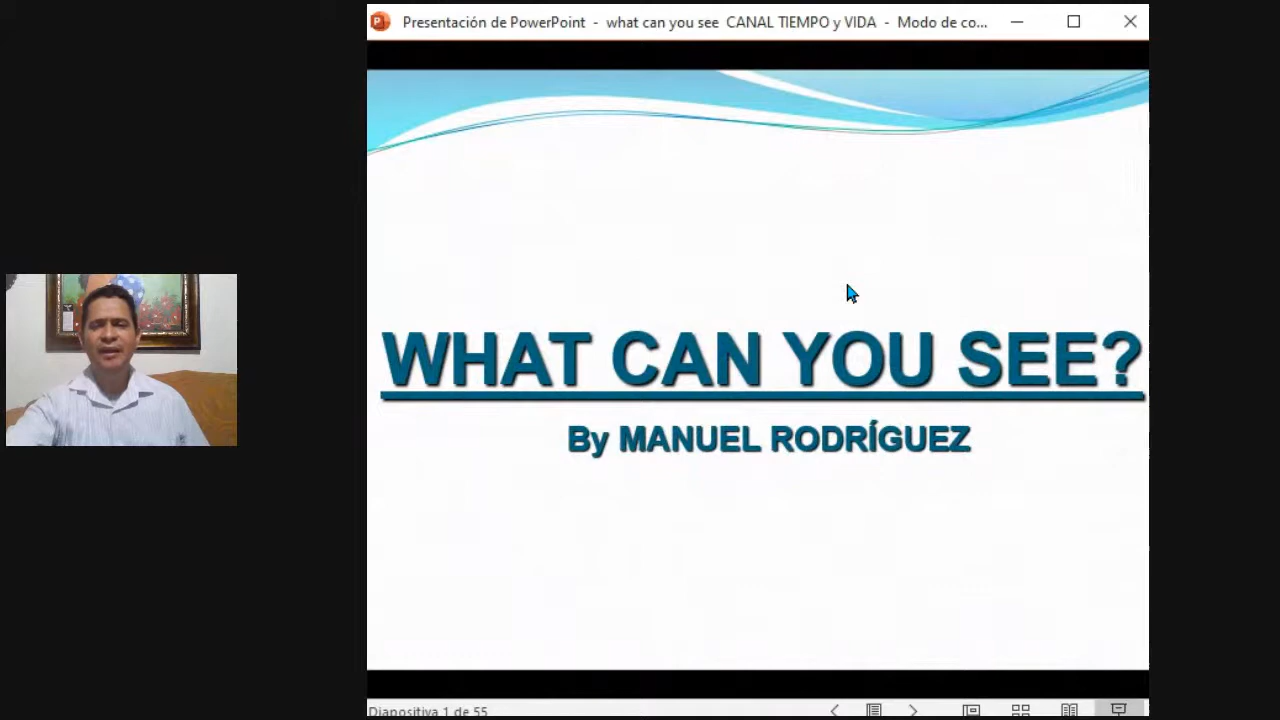 Presentación de PowerPoint - what can you see CANAL TIEMPO y VIDA - Modo de co...
WHAT CAN YOU SEE?
By MANUEL RODRÍGUEZ
Diapositiva 1 de 55